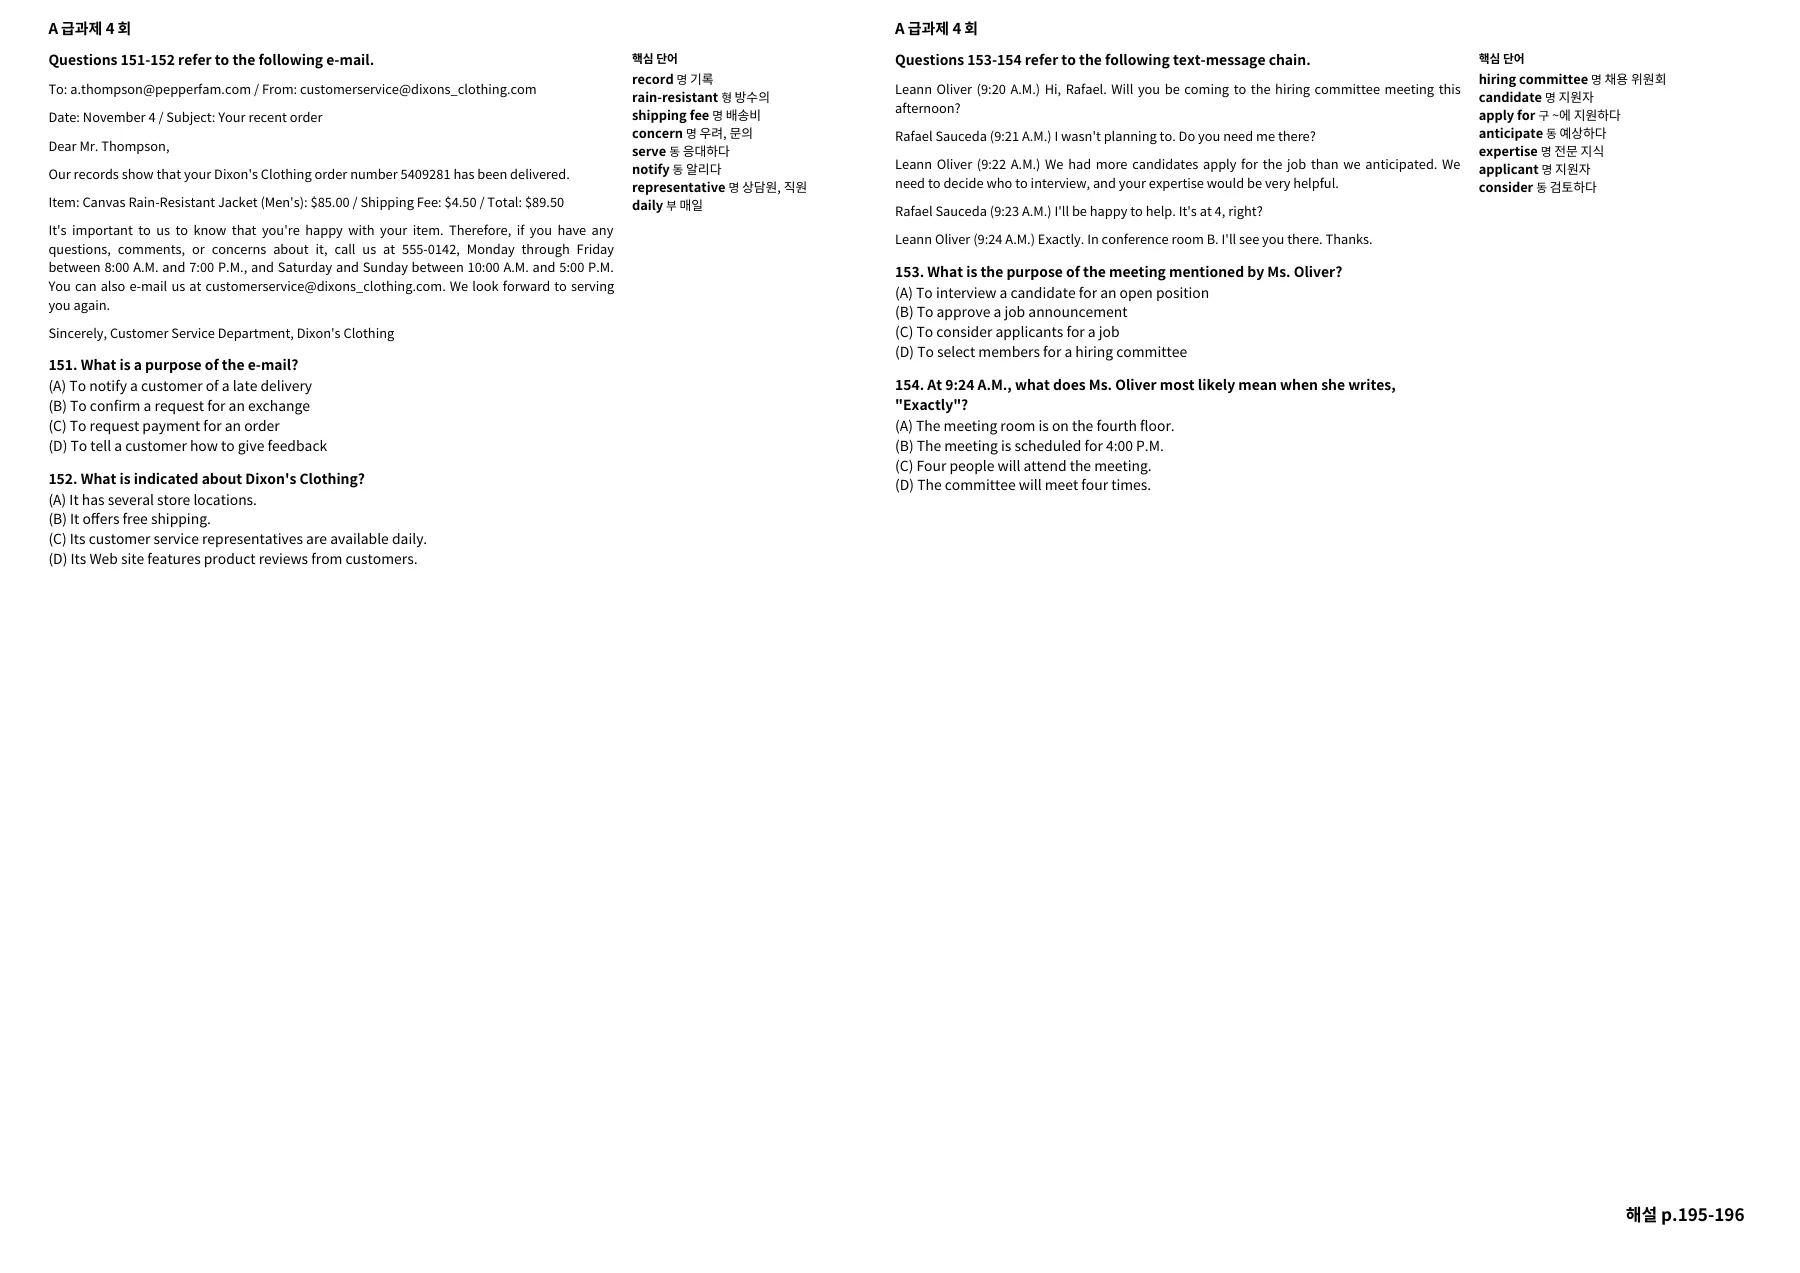 A 급과제 4 회
Questions 151-152 refer to the following e-mail.
To: a.thompson@pepperfam.com / From: customerservice@dixons_clothing.com
Date: November 4 / Subject: Your recent order
Dear Mr. Thompson,
Our records show that your Dixon's Clothing order number 5409281 has been delivered.
Item: Canvas Rain-Resistant Jacket (Men's): $85.00 / Shipping Fee: $4.50 / Total: $89.50
It's important to us to know that you're happy with your item. Therefore, if you have any
questions, comments, or concerns about it, call us at 555-0142, Monday through Friday
between 8:00 A.M. and 7:00 P.M., and Saturday and Sunday between 10:00 A.M. and 5:00 P.M.
You can also e-mail us at customerservice@dixons_clothing.com. We look forward to serving
you again.
Sincerely, Customer Service Department, Dixon's Clothing
151. What is a purpose of the e-mail?
(A) To notify a customer of a late delivery
(B) To confirm a request for an exchange
(C) To request payment for an order
(D) To tell a customer how to give feedback
152. What is indicated about Dixon's Clothing?
(A) It has several store locations.
(B) It offers free shipping.
(C) Its customer service representatives are available daily.
(D) Its Web site features product reviews from customers.
핵심 단어
record 명 기록
rain-resistant 형 방수의
shipping fee 명 배송비
concern 명 우려, 문의
serve 동 응대하다
notify 동 알리다
representative 명 상담원, 직원
daily 부 매일
A 급과제 4 회
Questions 153-154 refer to the following text-message chain.
Leann Oliver (9:20 A.M.) Hi, Rafael. Will you be coming to the hiring committee meeting this
afternoon?
Rafael Sauceda (9:21 A.M.) I wasn't planning to. Do you need me there?
Leann Oliver (9:22 A.M.) We had more candidates apply for the job than we anticipated. We
need to decide who to interview, and your expertise would be very helpful.
Rafael Sauceda (9:23 A.M.) I'll be happy to help. It's at 4, right?
Leann Oliver (9:24 A.M.) Exactly. In conference room B. I'll see you there. Thanks.
153. What is the purpose of the meeting mentioned by Ms. Oliver?
(A) To interview a candidate for an open position
(B) To approve a job announcement
(C) To consider applicants for a job
(D) To select members for a hiring committee
154. At 9:24 A.M., what does Ms. Oliver most likely mean when she writes,
"Exactly"?
(A) The meeting room is on the fourth floor.
(B) The meeting is scheduled for 4:00 P.M.
(C) Four people will attend the meeting.
(D) The committee will meet four times.
핵심 단어
hiring committee 명 채용 위원회
candidate 명 지원자
apply for 구 ~에 지원하다
anticipate 동 예상하다
expertise 명 전문 지식
applicant 명 지원자
consider 동 검토하다
해설 p.195-196